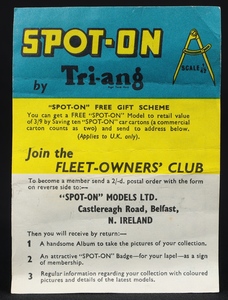 SPOT-ON
by Tri-ang
SCALE
"SPOT-ON" FREE GIFT SCHEME
You can get a FREE "SPOT-ON" Model to retail value
of 3/9 by Saving ten "SPOT-ON" car cartons (a commercial
carton counts as two) and send to address below.
(Applies to U.K. only).
Join the
FLEET-OWNERS' CLUB
To become a member send a 2/-d. postal order with the form
on reverse side to:—
"SPOT-ON" MODELS LTD.
Castlereagh Road, Belfast,
N. IRELAND
Then you will receive by return:—
1 A handsome Album to take the pictures of your collection.
2 An attractive "SPOT-ON" Badge—for your lapel—as a sign
of membership.
3 Regular information regarding your collection with coloured
pictures and details of the latest models.